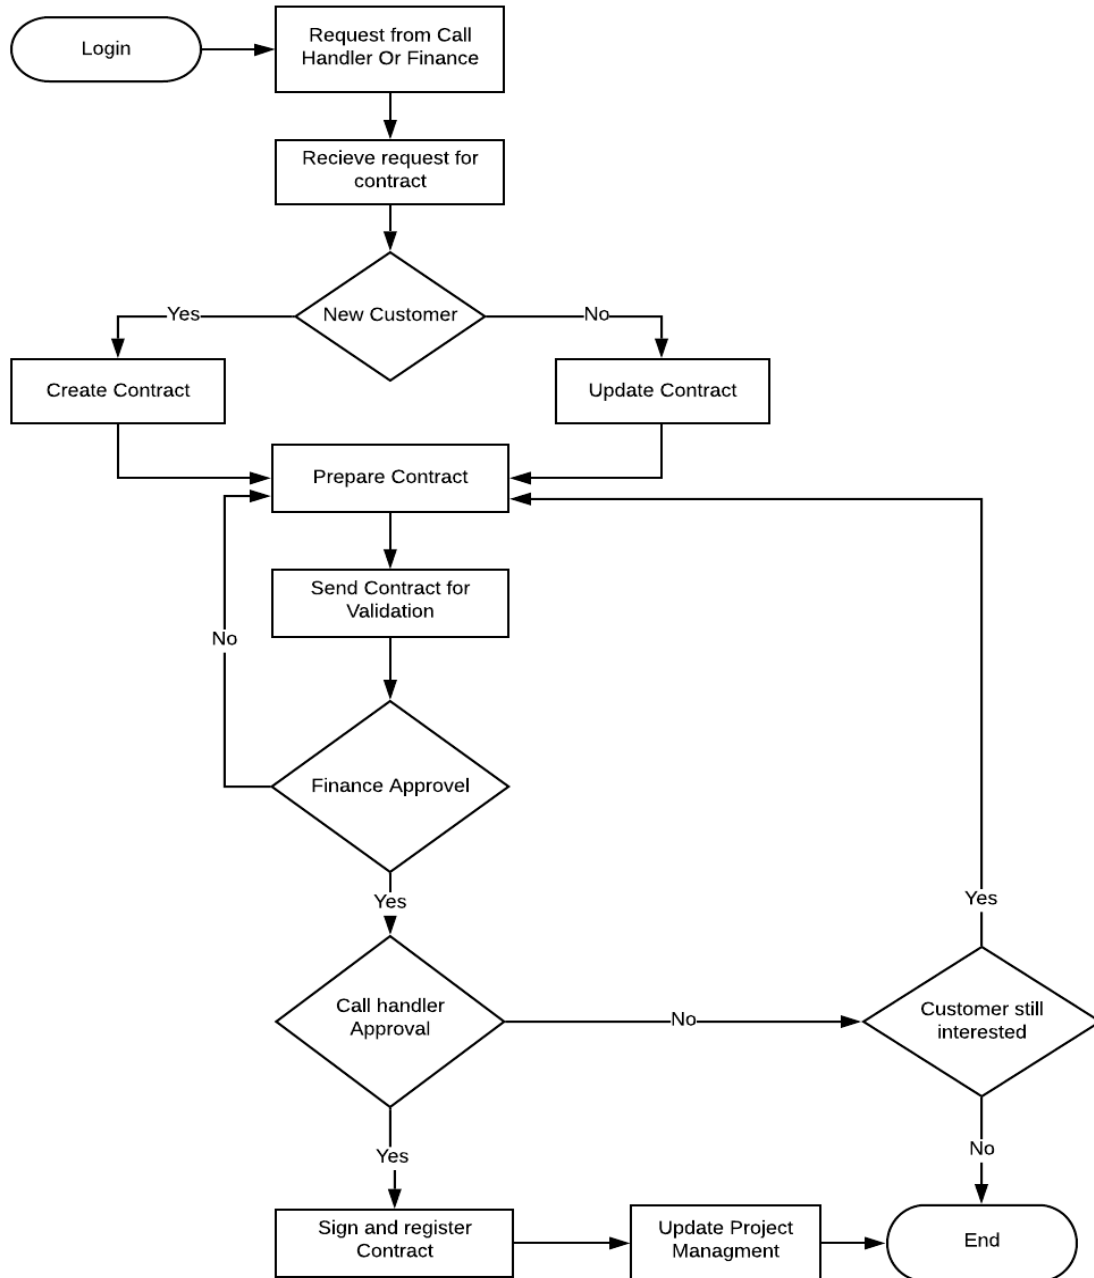 Login
Request from Call
Handler Or Finance
Recieve request for
contract
New Customer
Yes
No
Create Contract
Update Contract
Prepare Contract
Send Contract for
Validation
No
Finance Approvel
Yes
Yes
Call handler
Approval
No
Customer still
interested
Yes
No
Sign and register
Contract
Update Project
Managment
End